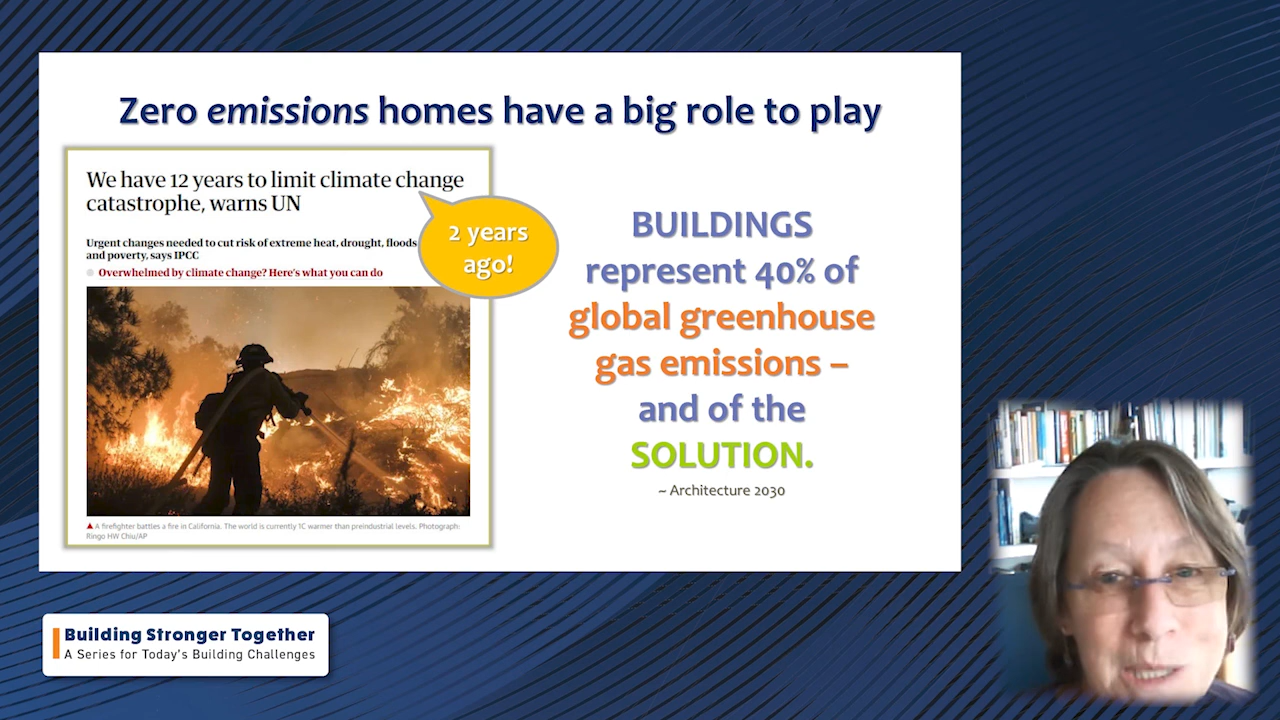 Zero emissions homes have a big role to play
We have 12 years to limit climate change
catastrophe, warns UN
Urgent changes needed to cut risk of extreme heat, drought, floods
and poverty, says IPCC
Overwhelmed by climate change? Here's what you can do
2 years
ago!
A firefighter battles a fire in California. The world is currently 1C warmer than preindustrial levels. Photograph:
Ringo HW Chiu/AP
BUILDINGS
represent 40% of
global greenhouse
gas emissions –
and of the
SOLUTION.
~ Architecture 2030
Building Stronger Together
A Series for Today's Building Challenges